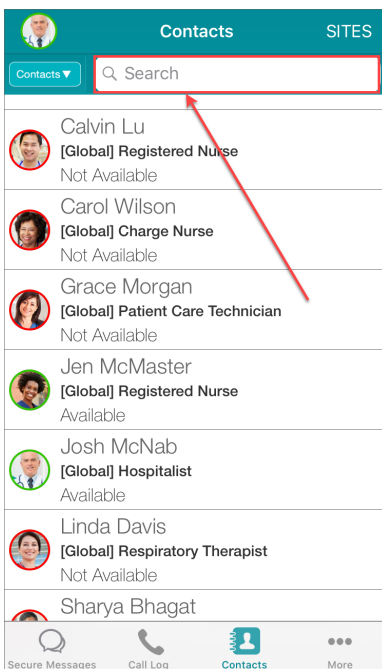 Contacts
SITES
Contacts ▼
Search
Calvin Lu
[Global] Registered Nurse
Not Available
Carol Wilson
[Global] Charge Nurse
Not Available
Grace Morgan
[Global] Patient Care Technician
Not Available
Jen McMaster
[Global] Registered Nurse
Available
Josh McNab
[Global] Hospitalist
Available
Linda Davis
[Global] Respiratory Therapist
Not Available
Sharya Bhagat
Secure Messages
Call Log
Contacts
More